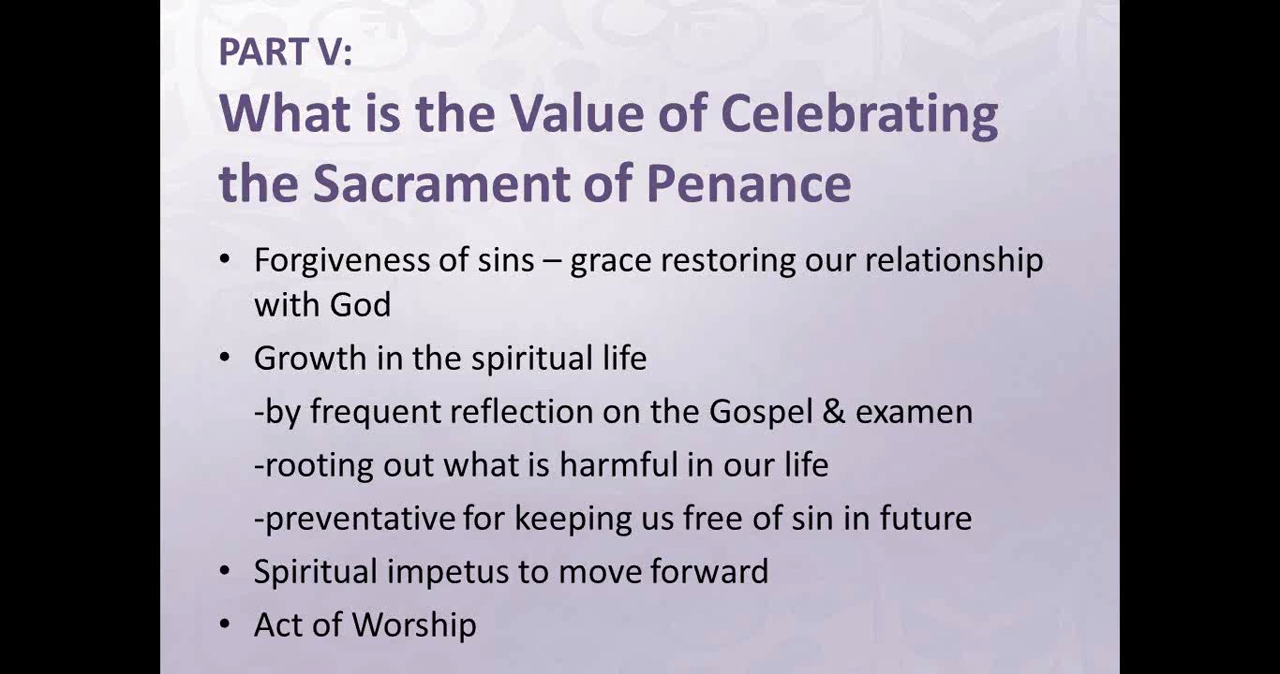 PART V:
What is the Value of Celebrating
the Sacrament of Penance
• Forgiveness of sins – grace restoring our relationship
with God
• Growth in the spiritual life
-by frequent reflection on the Gospel & examen
-rooting out what is harmful in our life
-preventative for keeping us free of sin in future
• Spiritual impetus to move forward
• Act of Worship